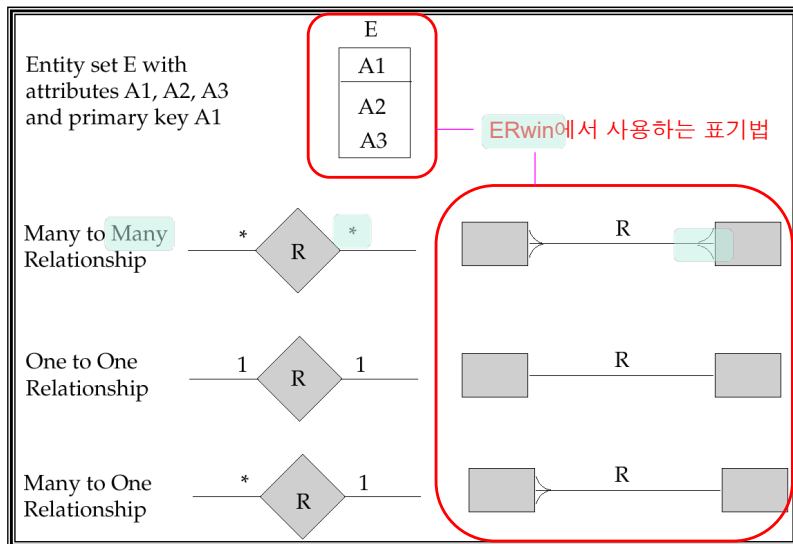 E
Entity set E with
attributes A1, A2, A3
and primary key A1
A1
A2
A3
ERwin에서 사용하는 표기법
Many to Many
Relationship
* R *
R
One to One
Relationship
1 R 1
R
Many to One
Relationship
* R 1
R